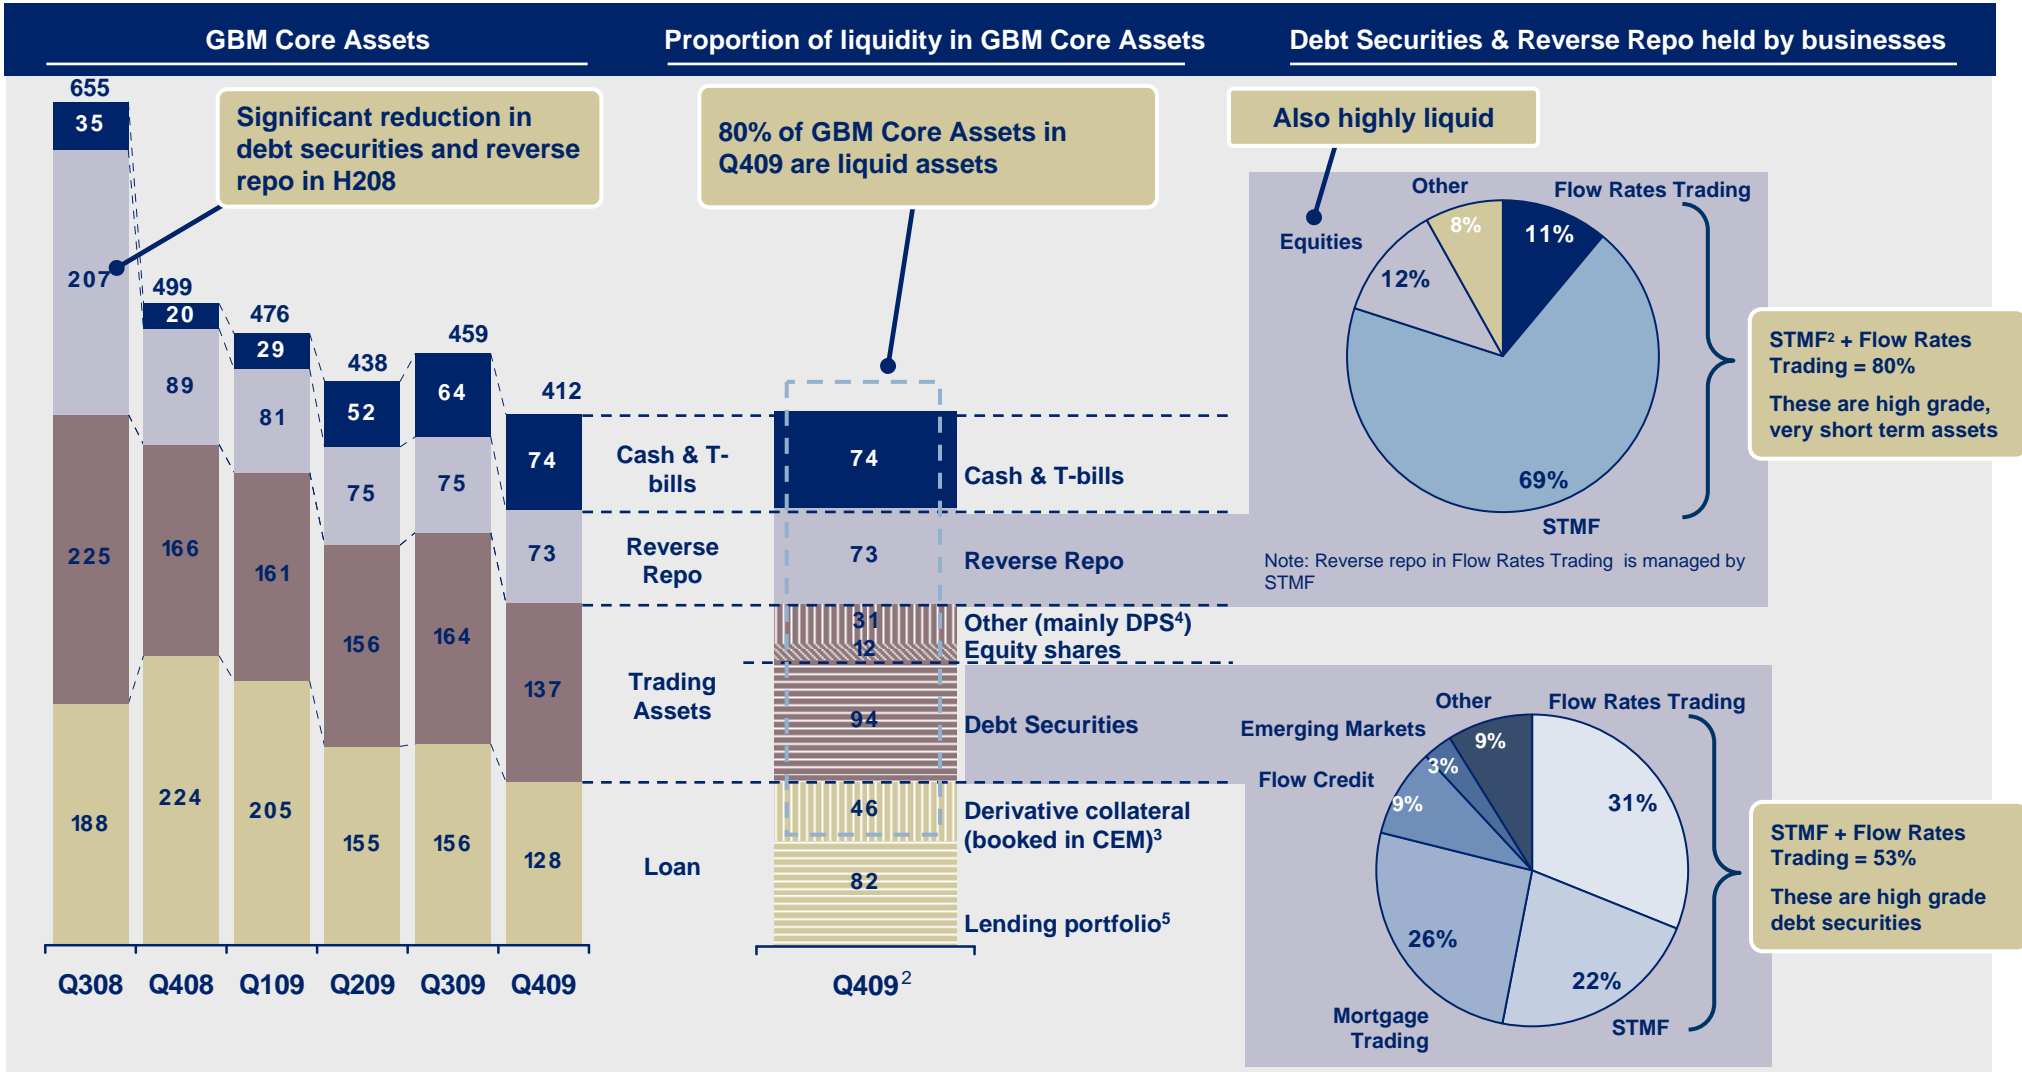 GBM Core Assets
Proportion of liquidity in GBM Core Assets
Debt Securities & Reverse Repo held by businesses
Significant reduction in
debt securities and reverse
repo in H208
655
35
207
225
188
499
20
89
166
224
476
29
81
161
205
438
52
75
156
155
459
64
75
164
156
412
74
73
137
128
Q308
Q408
Q109
Q209
Q309
Q409
Cash & T-
bills
Reverse
Repo
Trading
Assets
Loan
80% of GBM Core Assets in
Q409 are liquid assets
74
73
31
12
94
46
82
Q409²
Cash & T-bills
Reverse Repo
Other (mainly DPS⁴)
Equity shares
Debt Securities
Derivative collateral
(booked in CEM)³
Lending portfolio⁵
Also highly liquid
Other
Flow Rates Trading
Equities
8%
11%
12%
69%
STMF
Note: Reverse repo in Flow Rates Trading is managed by
STMF
STMF² + Flow Rates
Trading = 80%
These are high grade,
very short term assets
Other
Flow Rates Trading
Emerging Markets
Flow Credit
9%
3%
9%
31%
26%
22%
Mortgage
Trading
STMF
STMF + Flow Rates
Trading = 53%
These are high grade
debt securities